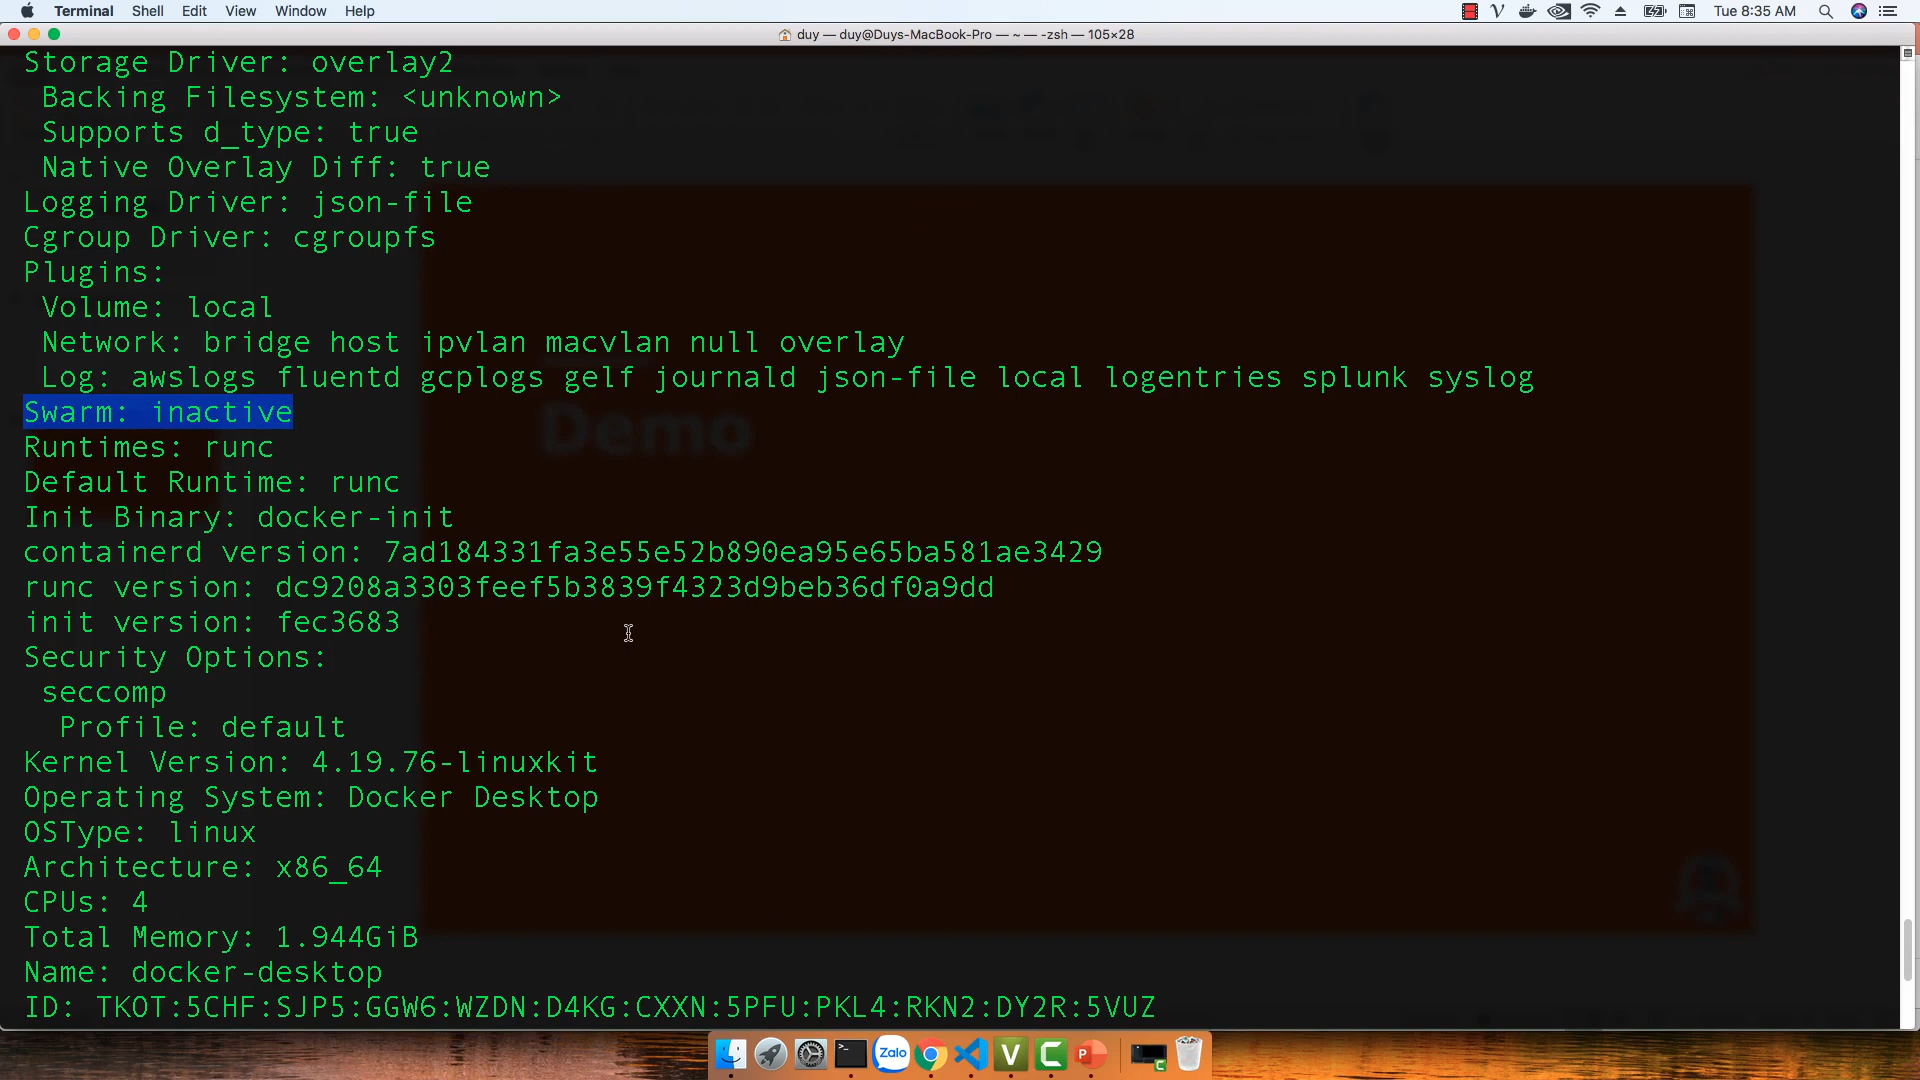 Terminal Shell Edit View Window Help Tue 8:35 AM
duy — duy@Duys-MacBook-Pro — ~ — -zsh — 105×28
Storage Driver: overlay2
Backing Filesystem: <unknown>
Supports d_type: true
Native Overlay Diff: true
Logging Driver: json-file
Cgroup Driver: cgroupfs
Plugins:
Volume: local
Network: bridge host ipvlan macvlan null overlay
Log: awslogs fluentd gcplogs gelf journald json-file local logentries splunk syslog
Swarm: inactive
Demo
Runtimes: runc
Default Runtime: runc
Init Binary: docker-init
containerd version: 7ad184331fa3e55e52b890ea95e65ba581ae3429
runc version: dc9208a3303feef5b3839f4323d9beb36df0a9dd
init version: fec3683
Security Options:
seccomp
Profile: default
Kernel Version: 4.19.76-linuxkit
Operating System: Docker Desktop
OSType: linux
Architecture: x86_64
CPUs: 4
Total Memory: 1.944GiB
Name: docker-desktop
ID: TKOT:5CHF:SJP5:GGW6:WZDN:D4KG:CXXN:5PFU:PKL4:RKN2:DY2R:5VUZ
Zalo